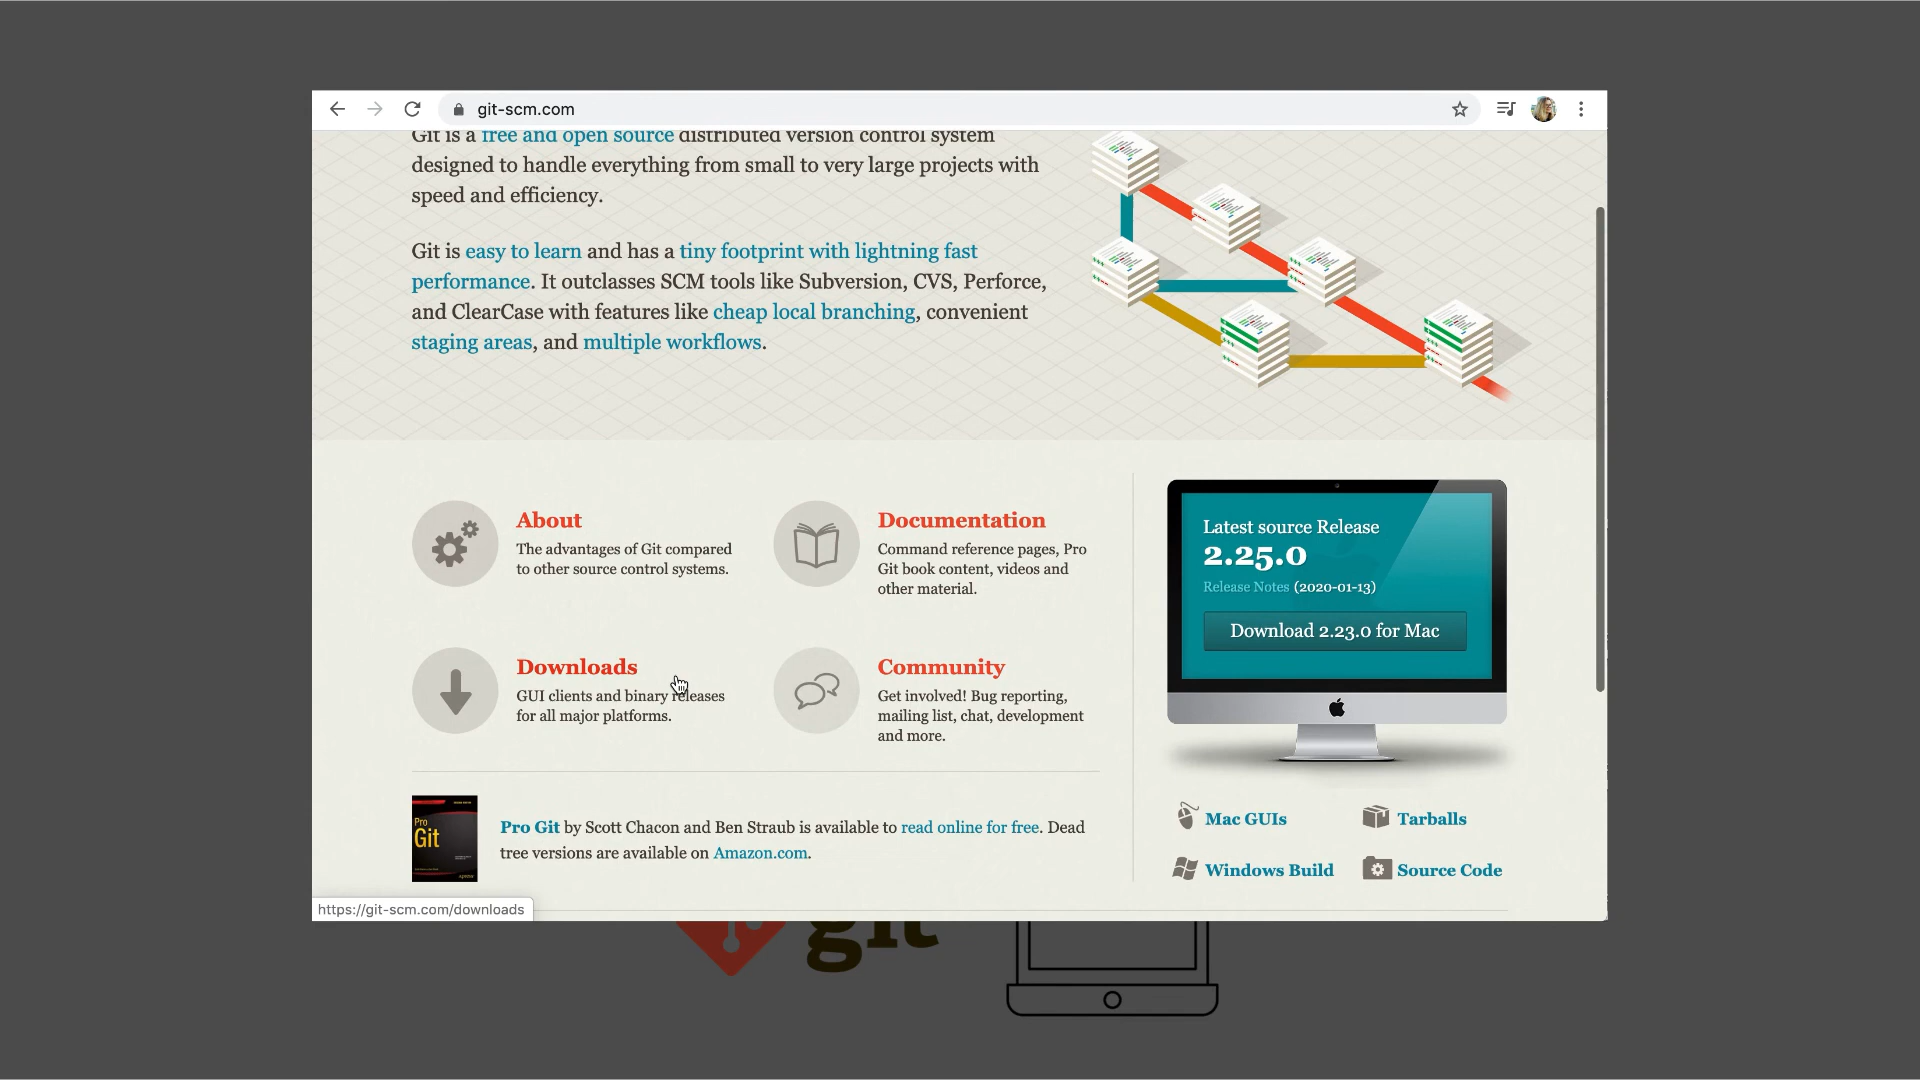 git-scm.com
Git is a free and open source distributed version control system
designed to handle everything from small to very large projects with
speed and efficiency.
Git is easy to learn and has a tiny footprint with lightning fast
performance. It outclasses SCM tools like Subversion, CVS, Perforce,
and ClearCase with features like cheap local branching, convenient
staging areas, and multiple workflows.
About
The advantages of Git compared
to other source control systems.
Documentation
Command reference pages, Pro
Git book content, videos and
other material.
Downloads
GUI clients and binary releases
for all major platforms.
Community
Get involved! Bug reporting,
mailing list, chat, development
and more.
Latest source Release
2.25.0
Release Notes (2020-01-13)
Download 2.23.0 for Mac
Mac GUIs
Tarballs
Windows Build
Source Code
Pro
Git
Pro Git by Scott Chacon and Ben Straub is available to read online for free. Dead
tree versions are available on Amazon.com.
https://git-scm.com/downloads
git